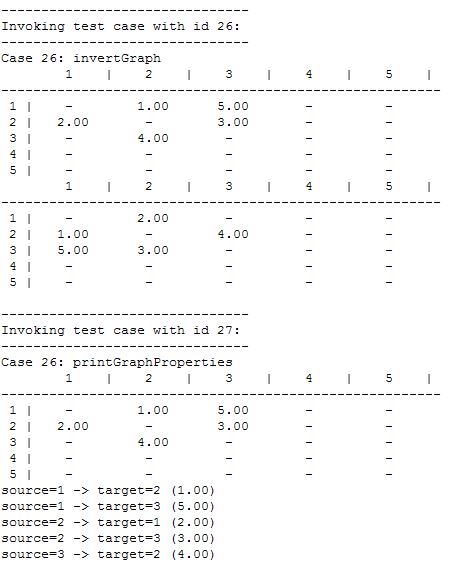 -------------------------------
Invoking test case with id 26:
-------------------------------
Case 26: invertGraph
        1    |    2    |    3    |    4    |    5    |
-------------------------------------------------------
 1 |    -       1.00      5.00       -         -
 2 |  2.00       -        3.00       -         -
 3 |    -       4.00       -         -         -
 4 |    -        -         -         -         -
 5 |    -        -         -         -         -
        1    |    2    |    3    |    4    |    5    |
-------------------------------------------------------
 1 |    -       2.00       -         -         -
 2 |  1.00       -        4.00       -         -
 3 |  5.00      3.00       -         -         -
 4 |    -        -         -         -         -
 5 |    -        -         -         -         -
-------------------------------
Invoking test case with id 27:
-------------------------------
Case 26: printGraphProperties
        1    |    2    |    3    |    4    |    5    |
-------------------------------------------------------
 1 |    -       1.00      5.00       -         -
 2 |  2.00       -        3.00       -         -
 3 |    -       4.00       -         -         -
 4 |    -        -         -         -         -
 5 |    -        -         -         -         -
source=1 -> target=2 (1.00)
source=1 -> target=3 (5.00)
source=2 -> target=1 (2.00)
source=2 -> target=3 (3.00)
source=3 -> target=2 (4.00)